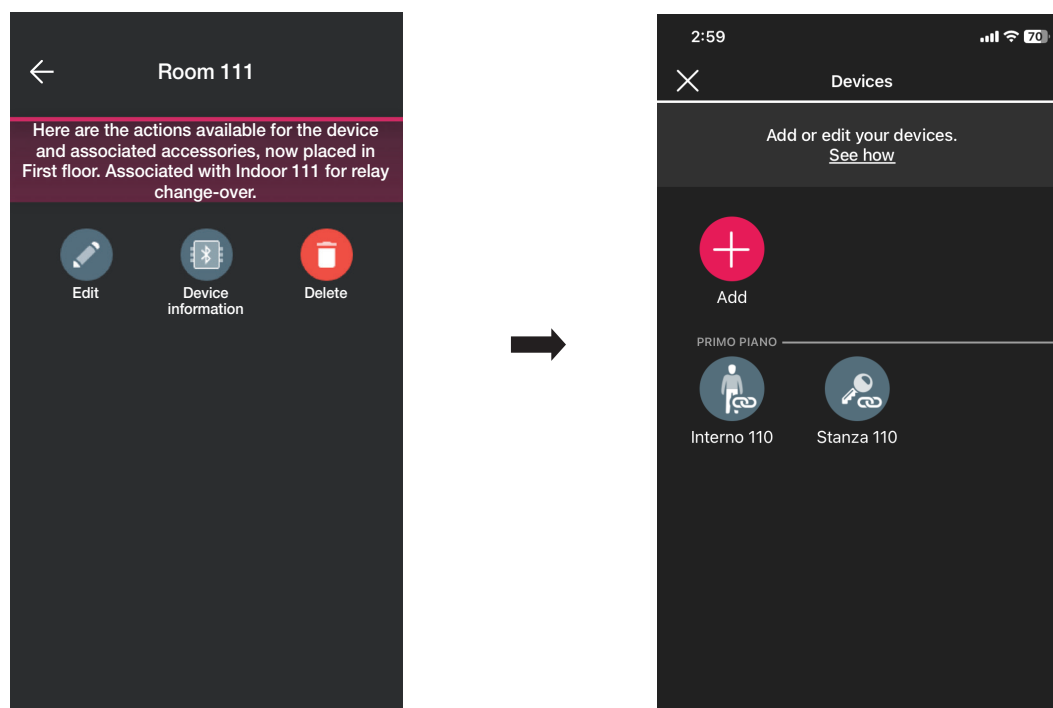 Room 111
Here are the actions available for the device
and associated accessories, now placed in
First floor. Associated with Indoor 111 for relay
change-over.
Edit
Device
information
Delete
2:59
70
Devices
Add or edit your devices.
See how
Add
PRIMO PIANO
Interno 110
Stanza 110